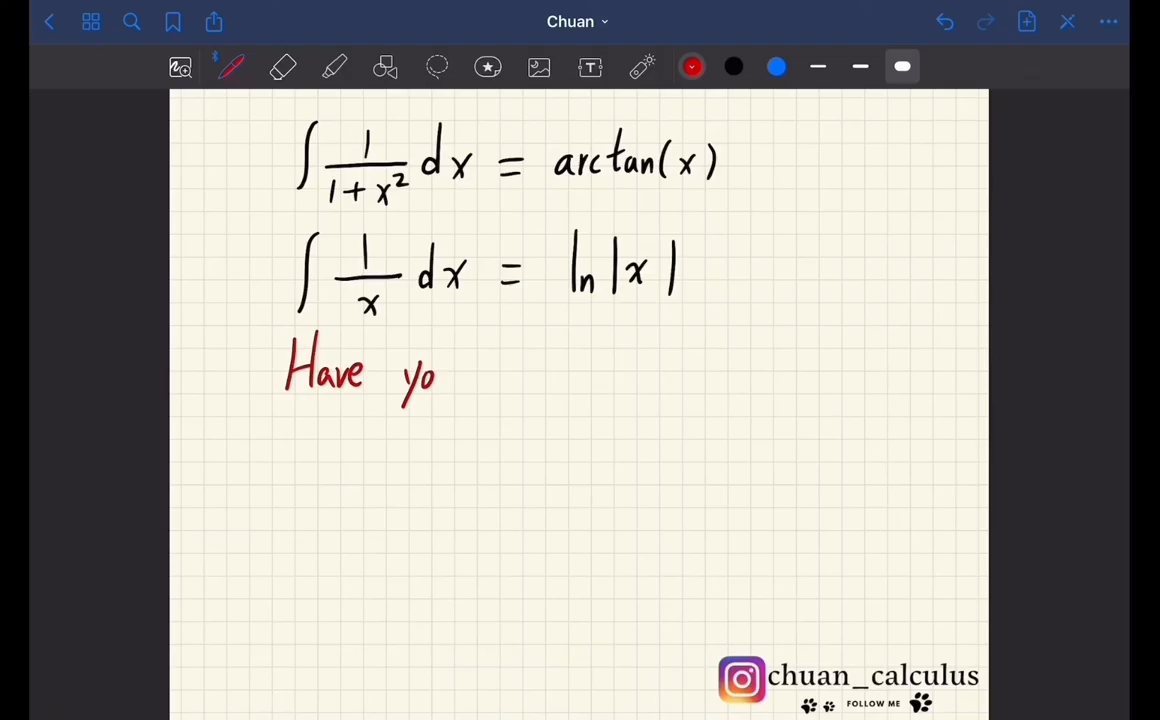 Chuan
∫ 1/(1+x²) dx = arctan(x)
∫ 1/x dx = ln|x|
Have yo
chuan_calculus
FOLLOW ME